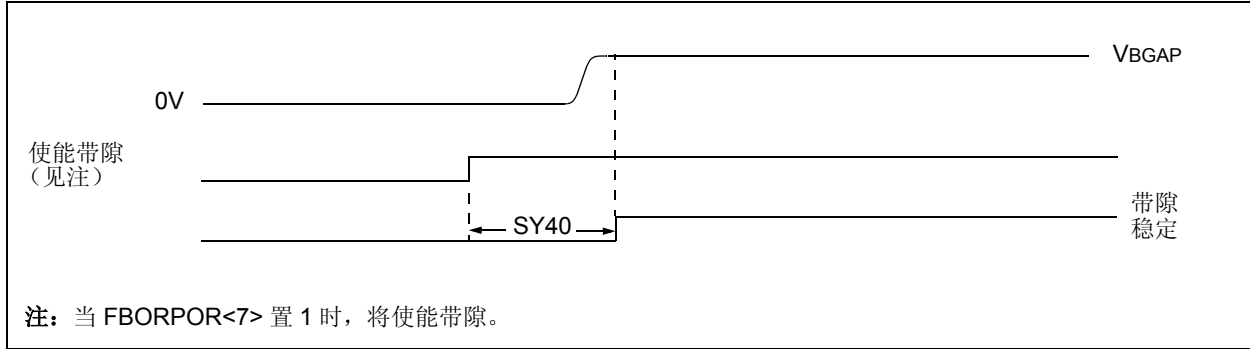 VBGAP
0V
使能带隙
（见注）
SY40
带隙
稳定
注：当 FBORPOR<7> 置 1 时，将使能带隙。